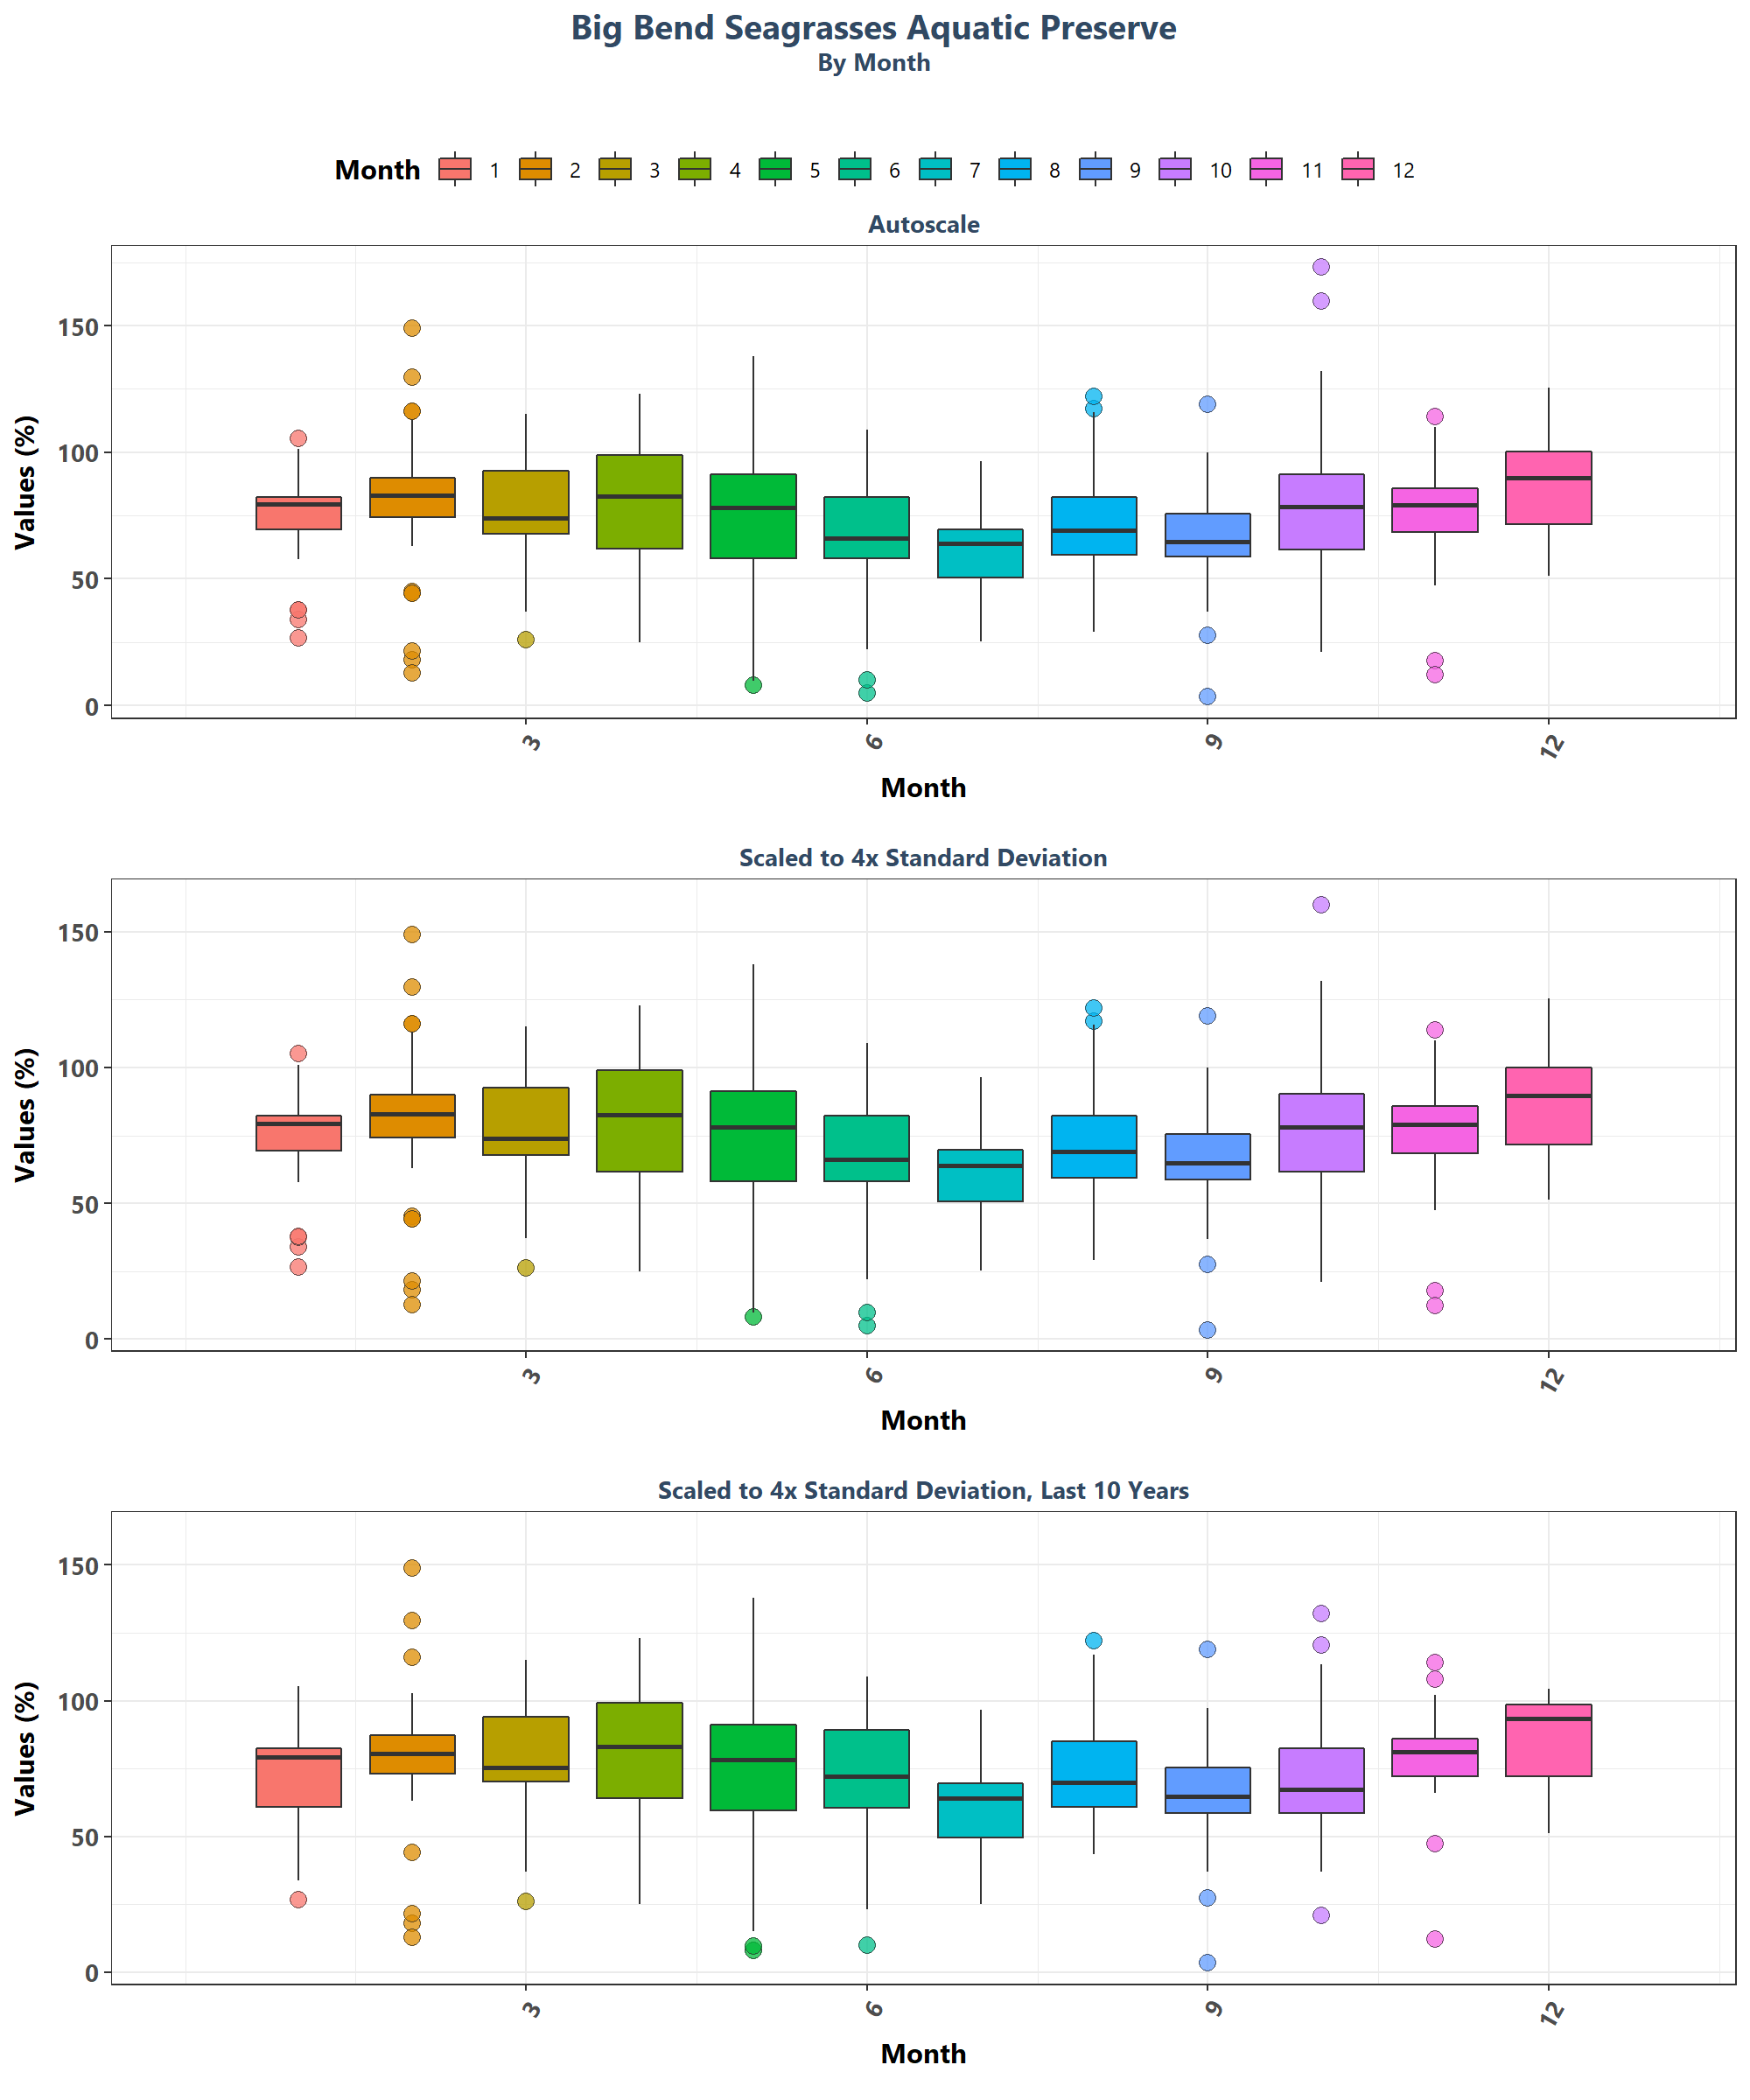 Big Bend Seagrasses Aquatic Preserve
By Month
Month 1 2 3 4 5 6 7 8 9 10 11 12
Autoscale
Values (%)
150
100
50
0
3 6 9 12
Month
Scaled to 4x Standard Deviation
Values (%)
150
100
50
0
3 6 9 12
Month
Scaled to 4x Standard Deviation, Last 10 Years
Values (%)
150
100
50
0
3 6 9 12
Month